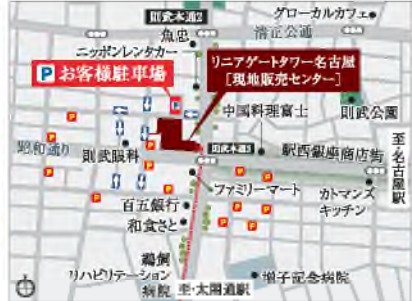 則武本通2
グローカルカフェ
清正公通
魚忠
ニッポンレンタカー
P お客様駐車場
リニアゲートタワー名古屋
[現地販売センター]
中国料理富士
則武公園
至・名古屋駅
昭和通り
則武眼科
則武本通3
駅西銀座商店街
ファミリーマート
カトマンズ
キッチン
百五銀行
和食さと
鵜飼
リハビリテーション
病院
至・太閤通駅
増子記念病院